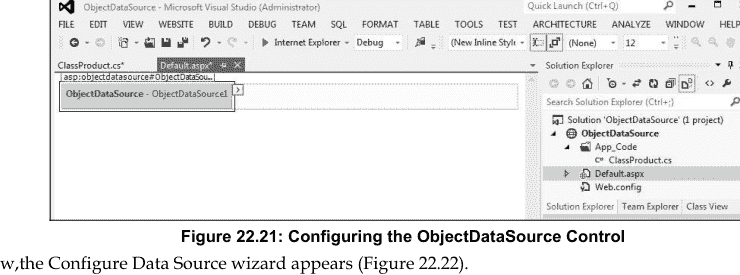 ObjectDataSource - Microsoft Visual Studio (Administrator)
Quick Launch (Ctrl+Q)
FILE EDIT VIEW WEBSITE BUILD DEBUG TEAM SQL FORMAT TABLE TOOLS TEST ARCHITECTURE ANALYZE WINDOW HELP
Internet Explorer Debug (New Inline Style (None) 12
ClassProduct.cs* Default.aspx*
asp:objectdatasource#ObjectDataSou...
ObjectDataSource - ObjectDataSource1
Solution Explorer
Search Solution Explorer (Ctrl+;)
Solution 'ObjectDataSource' (1 project)
ObjectDataSource
App_Code
C# ClassProduct.cs
Default.aspx
Web.config
Solution Explorer Team Explorer Class View
Figure 22.21: Configuring the ObjectDataSource Control
w,the Configure Data Source wizard appears (Figure 22.22).